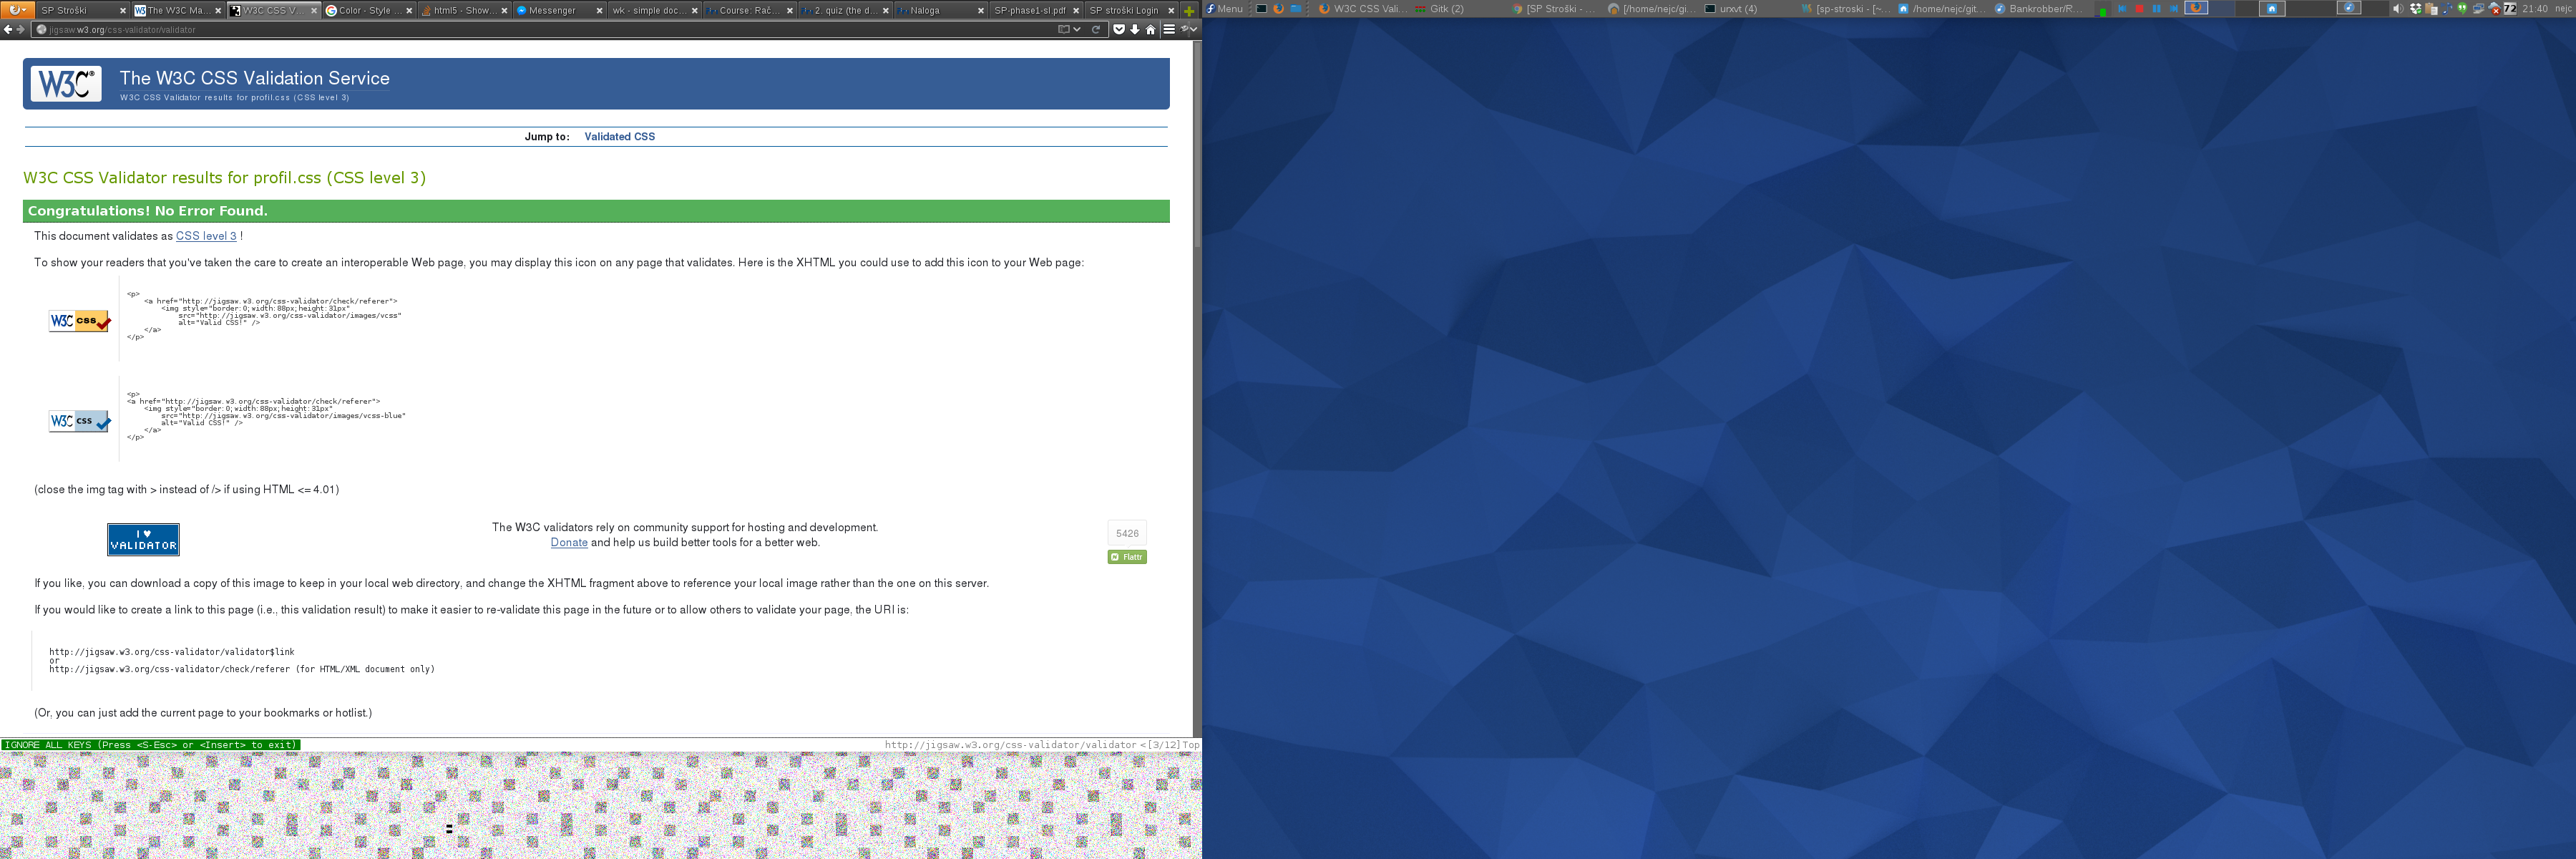 SP Stroški
The W3C Ma...
W3C CSS V...
Color - Style ...
html5 - Show...
Messenger
wk - simple doc...
Course: Rač...
2. quiz (the d...
Naloga
SP-phase1-sl.pdf
SP stroški Login
Menu
W3C CSS Vali...
Gitk (2)
[SP Stroški - ...
[/home/nejc/gi...
urxvt (4)
[sp-stroski - [~...
/home/nejc/git...
Bankrobber/R...
72
21:40
nejc
jigsaw.w3.org/css-validator/validator
W3C®
The W3C CSS Validation Service
W3C CSS Validator results for profil.css (CSS level 3)
Jump to: Validated CSS
W3C CSS Validator results for profil.css (CSS level 3)
Congratulations! No Error Found.
This document validates as CSS level 3 !
To show your readers that you've taken the care to create an interoperable Web page, you may display this icon on any page that validates. Here is the XHTML you could use to add this icon to your Web page:
W3C css
<p>
<a href="http://jigsaw.w3.org/css-validator/check/referer">
<img style="border:0;width:88px;height:31px"
src="http://jigsaw.w3.org/css-validator/images/vcss"
alt="Valid CSS!" />
</a>
</p>
W3C css
<p>
<a href="http://jigsaw.w3.org/css-validator/check/referer">
<img style="border:0;width:88px;height:31px"
src="http://jigsaw.w3.org/css-validator/images/vcss-blue"
alt="Valid CSS!" />
</a>
</p>
(close the img tag with > instead of /> if using HTML <= 4.01)
I ♥
VALIDATOR
The W3C validators rely on community support for hosting and development.
Donate and help us build better tools for a better web.
5426
Flattr
If you like, you can download a copy of this image to keep in your local web directory, and change the XHTML fragment above to reference your local image rather than the one on this server.
If you would like to create a link to this page (i.e., this validation result) to make it easier to re-validate this page in the future or to allow others to validate your page, the URI is:
http://jigsaw.w3.org/css-validator/validator$link
or
http://jigsaw.w3.org/css-validator/check/referer (for HTML/XML document only)
(Or, you can just add the current page to your bookmarks or hotlist.)
IGNORE ALL KEYS (Press <S-Esc> or <Insert> to exit)
http://jigsaw.w3.org/css-validator/validator <[3/12]Top